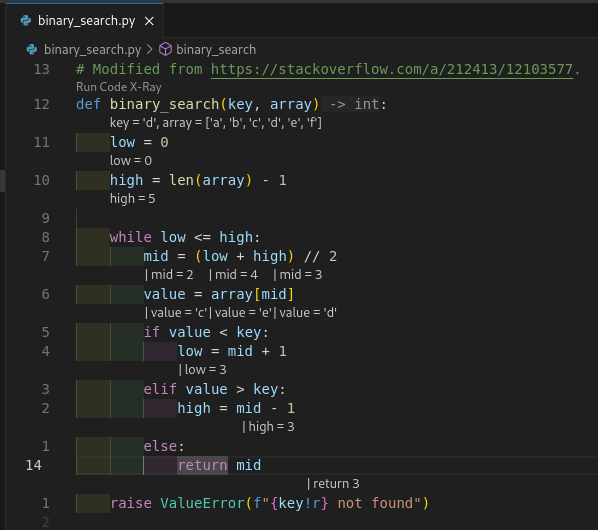 binary_search.py ×
binary_search.py > binary_search
13 # Modified from https://stackoverflow.com/a/212413/12103577.
Run Code X-Ray
12 def binary_search(key, array) -> int:
key = 'd', array = ['a', 'b', 'c', 'd', 'e', 'f']
11 low = 0
low = 0
10 high = len(array) - 1
high = 5
9
8 while low <= high:
7 mid = (low + high) // 2
| mid = 2 | mid = 4 | mid = 3
6 value = array[mid]
| value = 'c' | value = 'e' | value = 'd'
5 if value < key:
4 low = mid + 1
| low = 3
3 elif value > key:
2 high = mid - 1
| high = 3
1 else:
14 return mid
| return 3
1 raise ValueError(f"{key!r} not found")
2